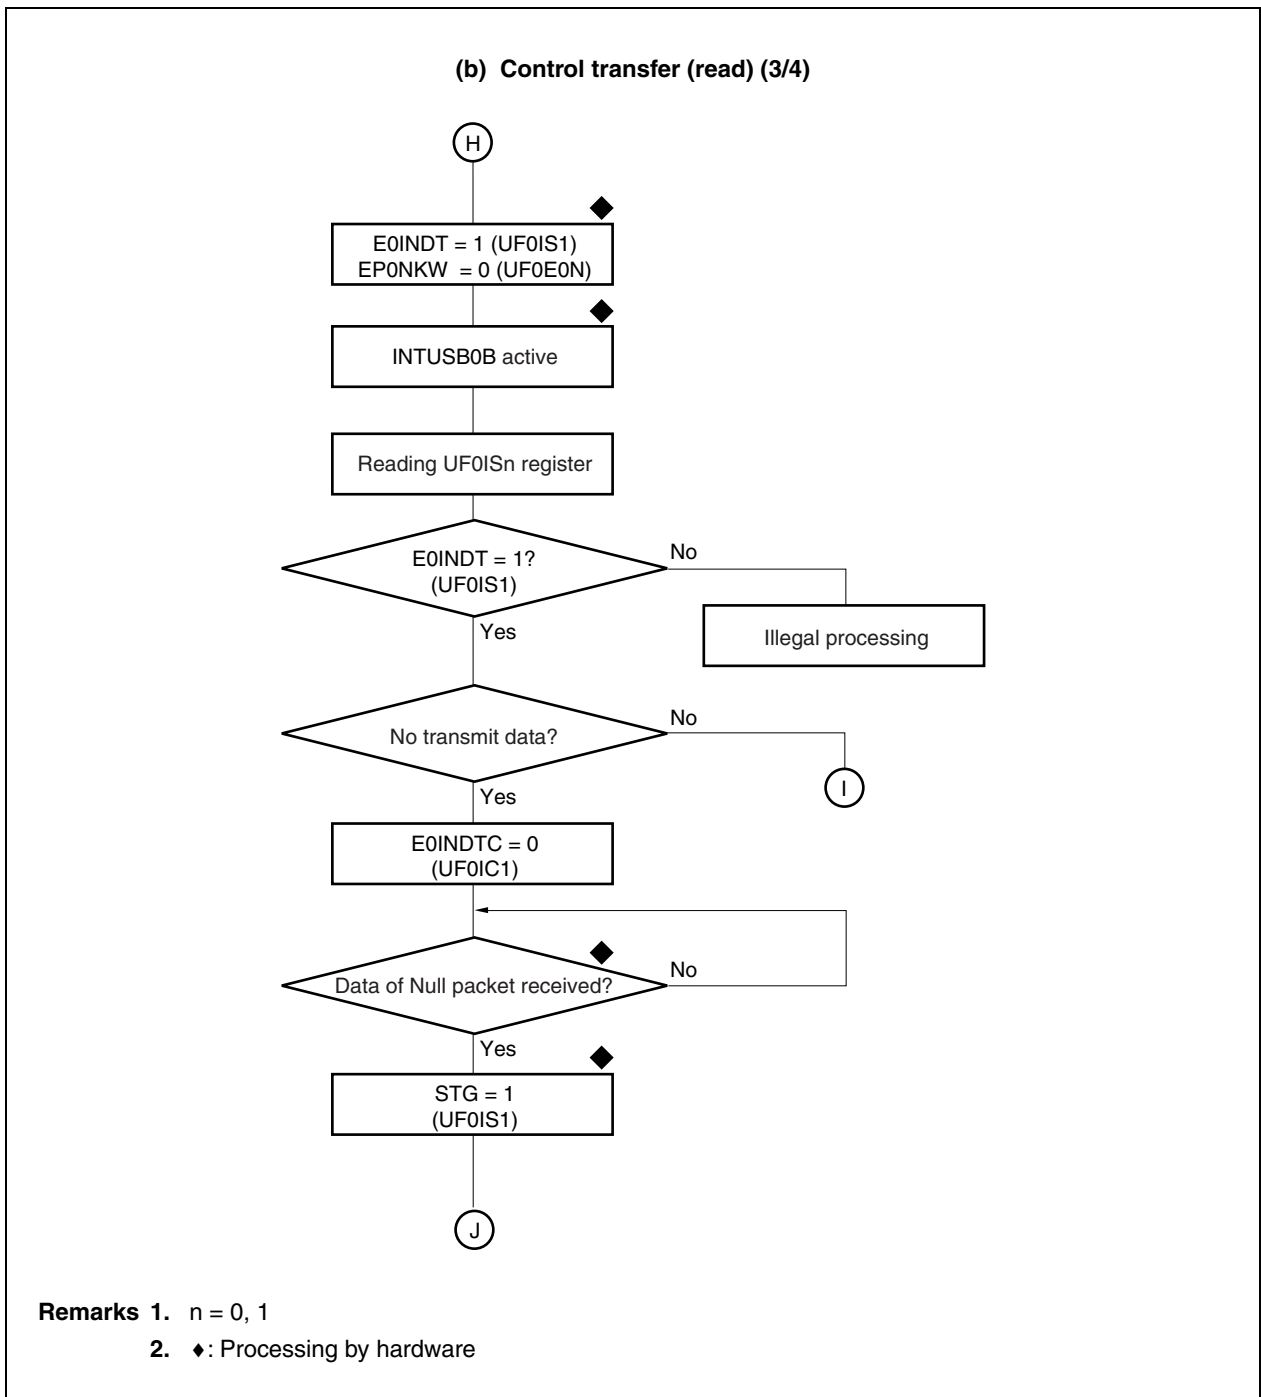 (b) Control transfer (read) (3/4)
H
E0INDT = 1 (UF0IS1)
EP0NKW = 0 (UF0E0N)
INTUSB0B active
Reading UF0ISn register
E0INDT = 1?
(UF0IS1)
No
Illegal processing
Yes
No transmit data?
No
I
Yes
E0INDTC = 0
(UF0IC1)
Data of Null packet received?
No
Yes
STG = 1
(UF0IS1)
J
Remarks 1. n = 0, 1
2. ♦: Processing by hardware